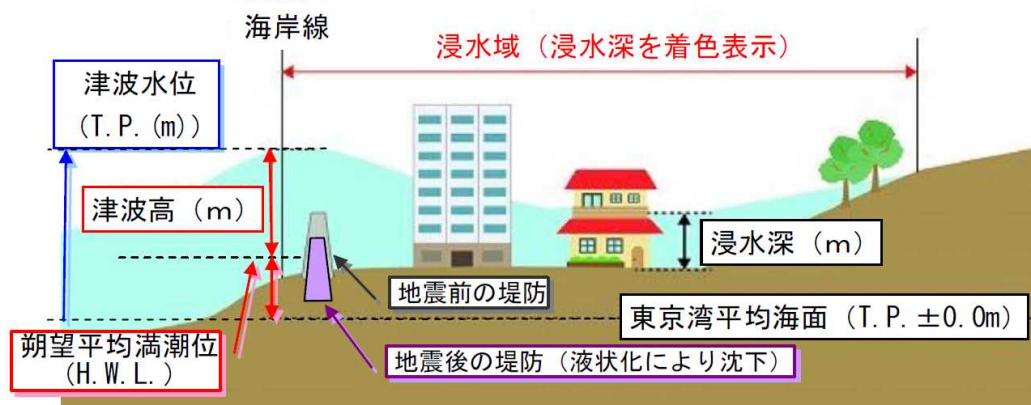 海岸線
浸水域（浸水深を着色表示）
津波水位
（T.P.(m)）
津波高（ｍ）
浸水深（ｍ）
地震前の堤防
東京湾平均海面（T.P.±0.0m）
朔望平均満潮位
（H.W.L.）
地震後の堤防（液状化により沈下）